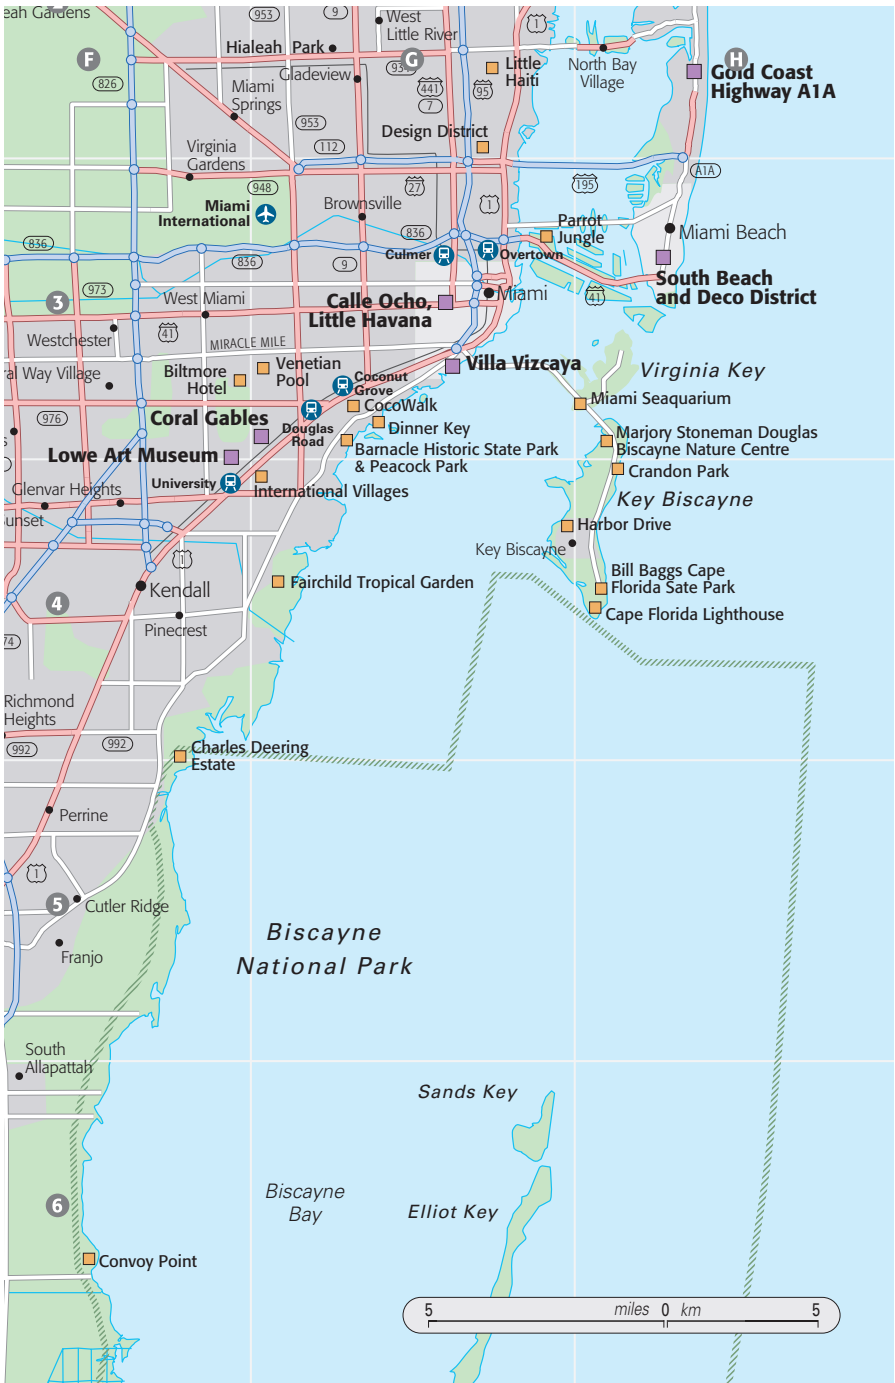 eah Gardens
953
9
West
Little River
1
Hialeah Park
F
G
H
934
Little
Haiti
North Bay
Village
Gold Coast
Highway A1A
826
Gladeview
441
95
Miami
Springs
7
953
Design District
Virginia
Gardens
112
A1A
948
27
195
Miami
International
Brownsville
1
Parrot
Jungle
836
836
Miami Beach
836
9
Culmer
Overtown
973
West Miami
South Beach
and Deco District
3
Calle Ocho,
Little Havana
Miami
41
41
Westchester
MIRACLE MILE
ral Way Village
Biltmore
Hotel
Venetian
Pool
Villa Vizcaya
Virginia Key
Coconut
Grove
Miami Seaquarium
976
Coral Gables
CocoWalk
Douglas
Road
Dinner Key
Marjory Stoneman Douglas
Biscayne Nature Centre
s
Lowe Art Museum
Barnacle Historic State Park
& Peacock Park
Crandon Park
University
International Villages
Glenvar Heights
Key Biscayne
unset
Harbor Drive
1
Key Biscayne
Kendall
Fairchild Tropical Garden
Bill Baggs Cape
Florida Sate Park
4
Cape Florida Lighthouse
Pinecrest
74
Richmond
Heights
992
992
Charles Deering
Estate
Perrine
1
5
Cutler Ridge
Franjo
Biscayne
National Park
South
Allapattah
Sands Key
Biscayne
Bay
6
Elliot Key
Convoy Point
5 miles 0 km 5